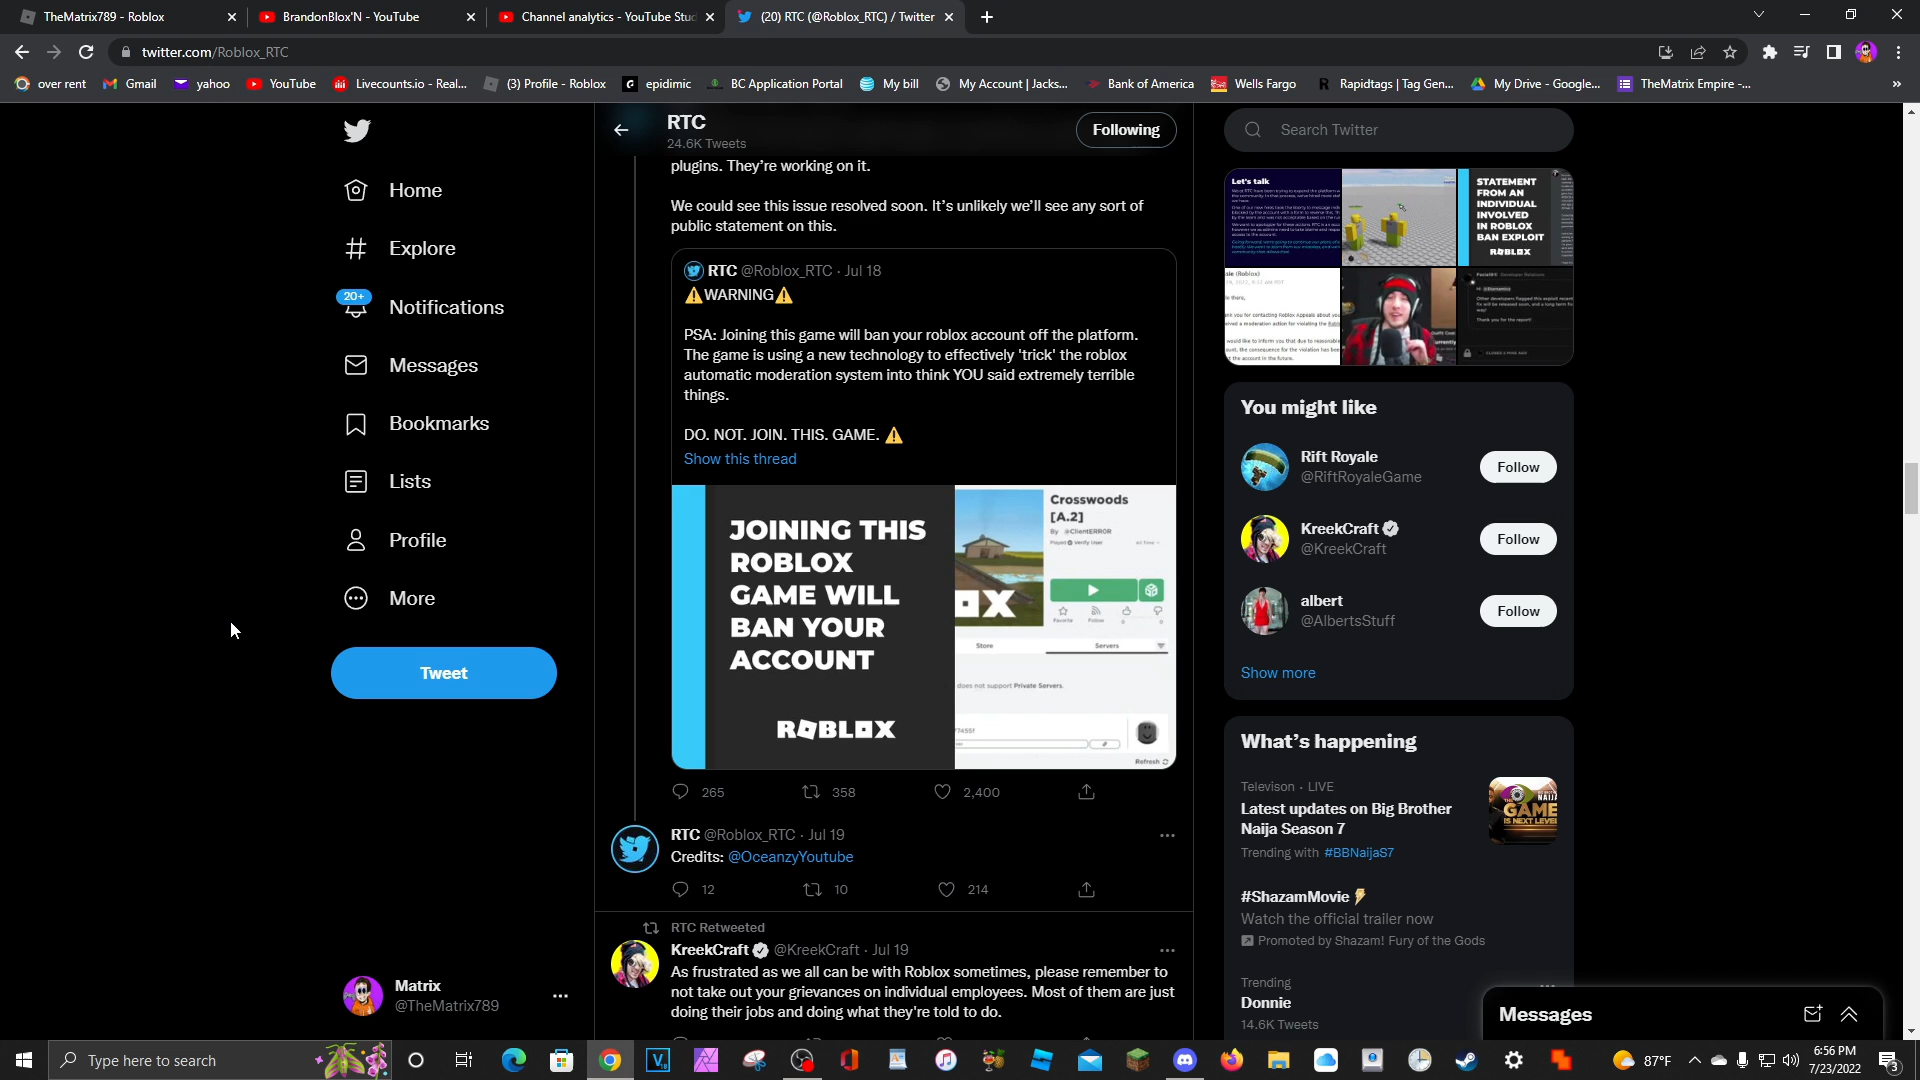 TheMatrix789 - Roblox
BrandonBlox'N - YouTube
Channel analytics - YouTube Stud
(20) RTC (@Roblox_RTC) / Twitter
twitter.com/Roblox_RTC
over rent
Gmail
yahoo
YouTube
Livecounts.io - Real...
(3) Profile - Roblox
epidimic
BC Application Portal
My bill
My Account | Jacks...
Bank of America
Wells Fargo
Rapidtags | Tag Gen...
My Drive - Google...
TheMatrix Empire -...
Home
Explore
20+
Notifications
Messages
Bookmarks
Lists
Profile
More
Tweet
Matrix
@TheMatrix789
RTC
24.6K Tweets
Following
plugins. They're working on it.
We could see this issue resolved soon. It's unlikely we'll see any sort of
public statement on this.
RTC @Roblox_RTC · Jul 18
⚠️WARNING⚠️
PSA: Joining this game will ban your roblox account off the platform.
The game is using a new technology to effectively 'trick' the roblox
automatic moderation system into think YOU said extremely terrible
things.
DO. NOT. JOIN. THIS. GAME. ⚠️
Show this thread
JOINING THIS
ROBLOX
GAME WILL
BAN YOUR
ACCOUNT
ROBLOX
OX
Crosswoods
[A.2]
By @ClientERROR
Favorite
Follow
Store
Servers
does not support Private Servers.
Refresh
265
358
2,400
RTC @Roblox_RTC · Jul 19
Credits: @OceanzyYoutube
12
10
214
RTC Retweeted
KreekCraft @KreekCraft · Jul 19
As frustrated as we all can be with Roblox sometimes, please remember to
not take out your grievances on individual employees. Most of them are just
doing their jobs and doing what they're told to do.
Search Twitter
Let's talk
STATEMENT
FROM AN
INDIVIDUAL
INVOLVED
IN ROBLOX
BAN EXPLOIT
ROBLOX
You might like
Rift Royale
@RiftRoyaleGame
Follow
KreekCraft
@KreekCraft
Follow
albert
@AlbertsStuff
Follow
Show more
What's happening
Televison · LIVE
Latest updates on Big Brother
Naija Season 7
Trending with #BBNaijaS7
#ShazamMovie
Watch the official trailer now
Promoted by Shazam! Fury of the Gods
Trending
Donnie
14.6K Tweets
Messages
Type here to search
87°F
6:56 PM
7/23/2022
3